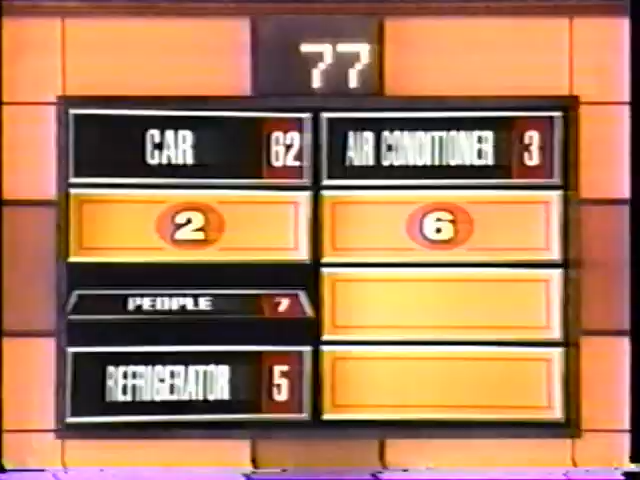 77
CAR 62
AIR CONDITIONER 3
2
6
PEOPLE 7
REFRIGERATOR 5